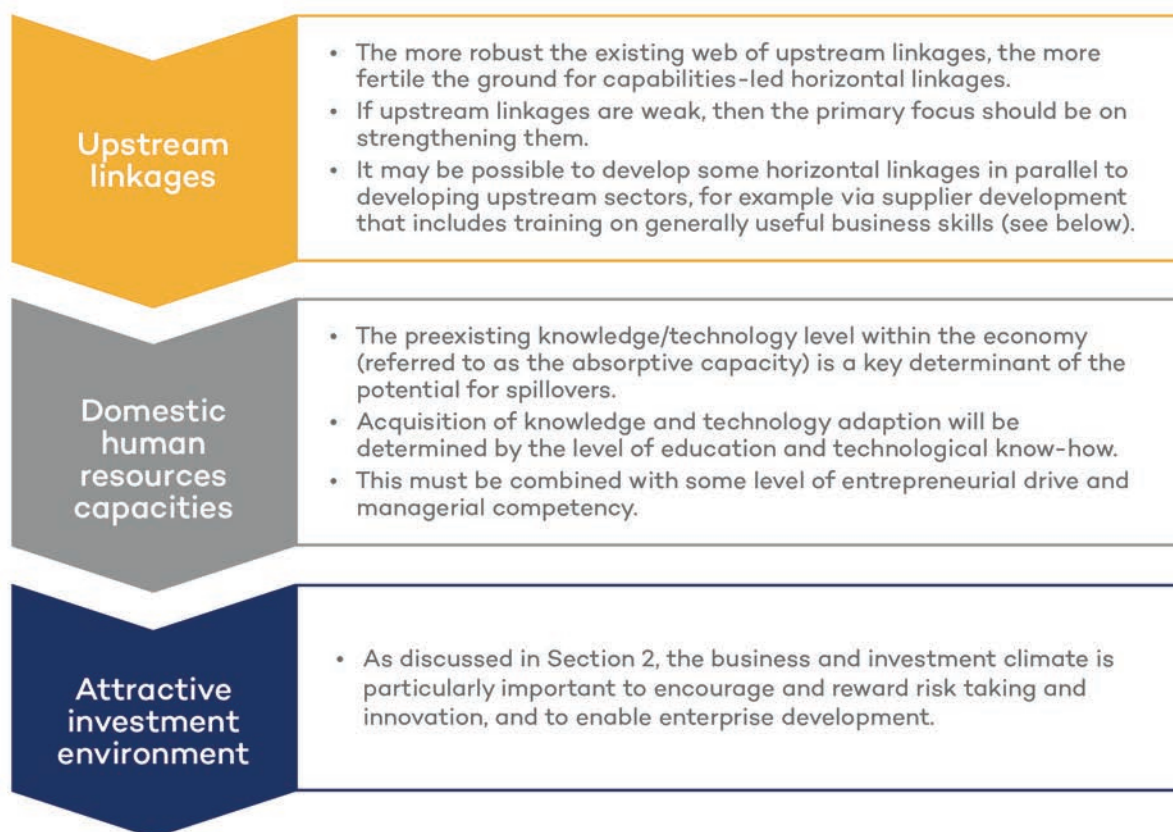 Upstream
linkages
• The more robust the existing web of upstream linkages, the more
fertile the ground for capabilities-led horizontal linkages.
• If upstream linkages are weak, then the primary focus should be on
strengthening them.
• It may be possible to develop some horizontal linkages in parallel to
developing upstream sectors, for example via supplier development
that includes training on generally useful business skills (see below).
Domestic
human
resources
capacities
• The preexisting knowledge/technology level within the economy
(referred to as the absorptive capacity) is a key determinant of the
potential for spillovers.
• Acquisition of knowledge and technology adaption will be
determined by the level of education and technological know-how.
• This must be combined with some level of entrepreneurial drive and
managerial competency.
Attractive
investment
environment
• As discussed in Section 2, the business and investment climate is
particularly important to encourage and reward risk taking and
innovation, and to enable enterprise development.